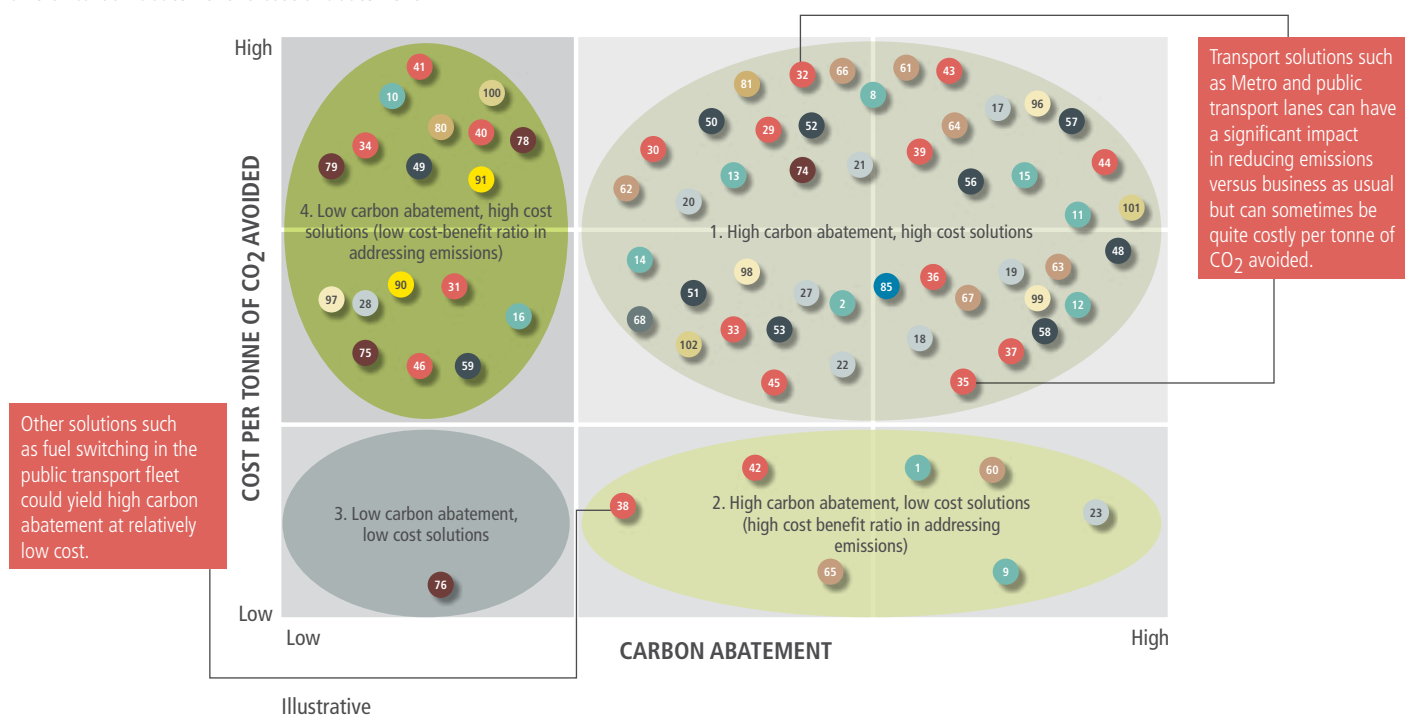 High
COST PER TONNE OF CO2 AVOIDED
Low
Low
High
CARBON ABATEMENT
Illustrative
41
10
100
80
40
78
34
79
49
91
4. Low carbon abatement, high cost
solutions (low cost-benefit ratio in
addressing emissions)
90
31
97
28
16
75
46
59
32
66
61
43
81
8
17
96
50
29
52
64
57
30
39
44
13
74
21
56
15
62
20
11
101
1. High carbon abatement, high cost solutions
48
14
98
63
19
36
51
27
2
85
67
99
12
68
33
53
58
102
18
22
37
45
35
3. Low carbon abatement,
low cost solutions
76
42
1
60
38
23
2. High carbon abatement, low cost solutions
(high cost benefit ratio in addressing
emissions)
65
9
Transport solutions such
as Metro and public
transport lanes can have
a significant impact
in reducing emissions
versus business as usual
but can sometimes be
quite costly per tonne of
CO2 avoided.
Other solutions such
as fuel switching in the
public transport fleet
could yield high carbon
abatement at relatively
low cost.